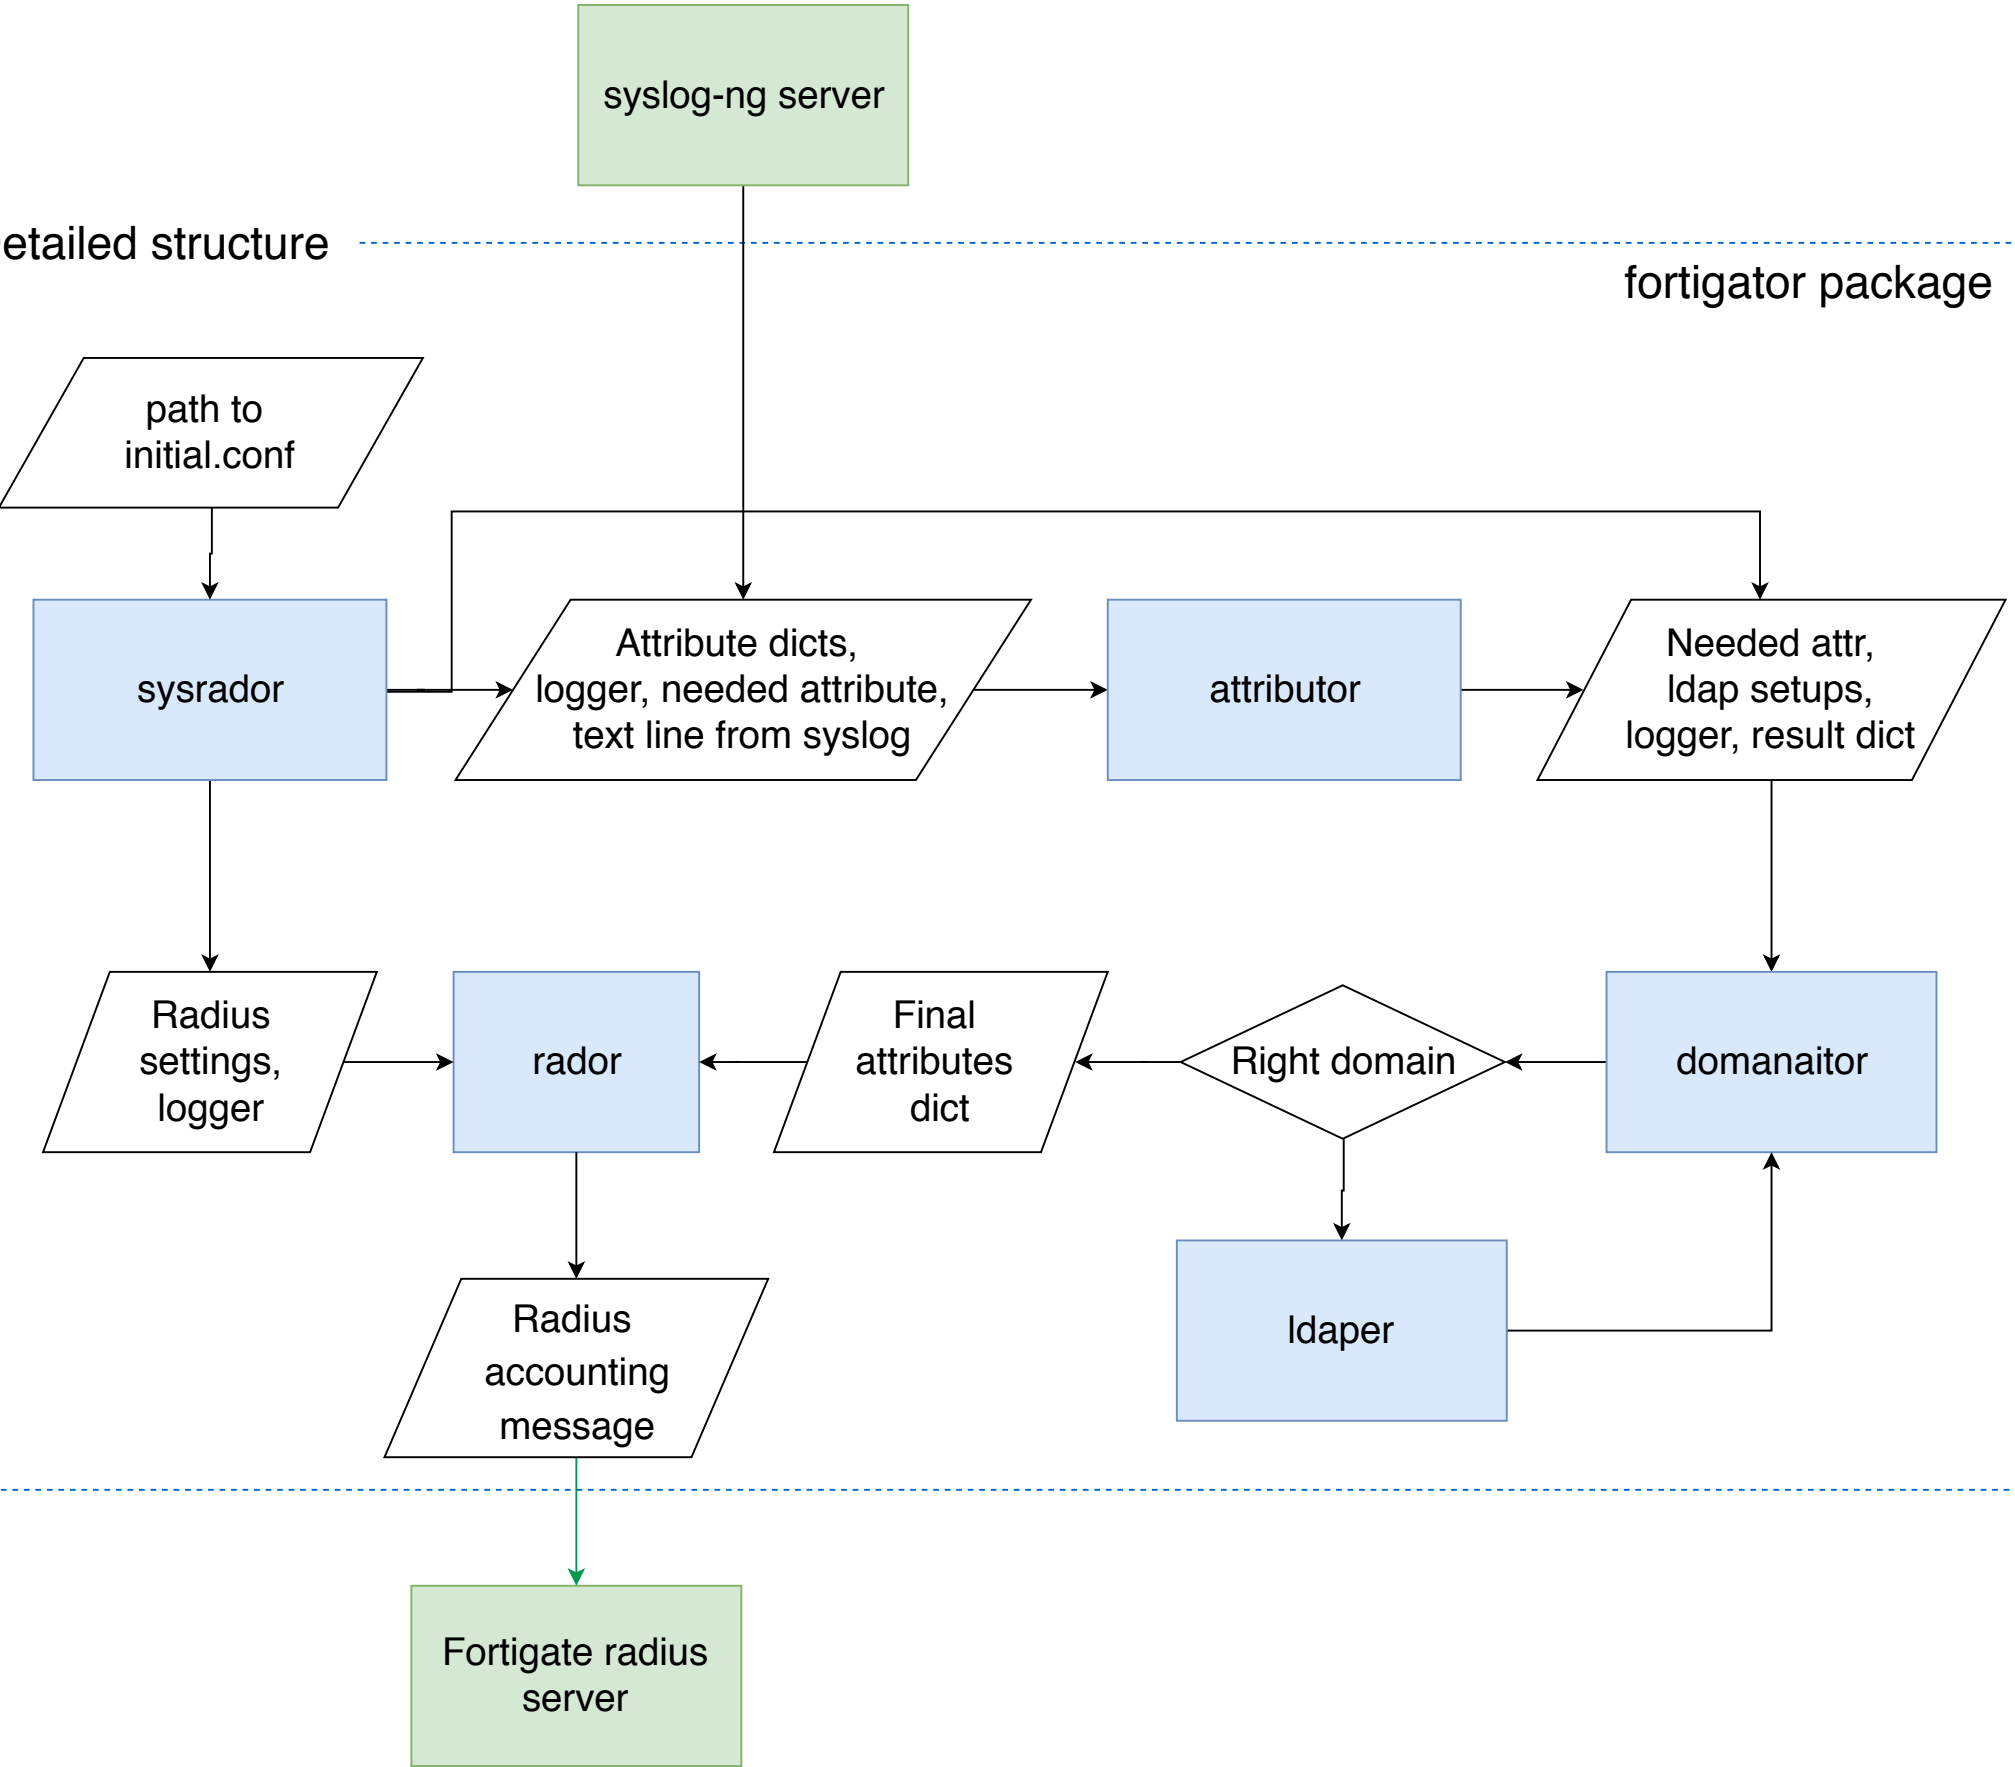 syslog-ng server
etailed structure
fortigator package
path to
initial.conf
sysrador
Attribute dicts,
logger, needed attribute,
text line from syslog
attributor
Needed attr,
ldap setups,
logger, result dict
Radius
settings,
logger
rador
Final
attributes
dict
Right domain
domanaitor
Radius
accounting
message
ldaper
Fortigate radius
server